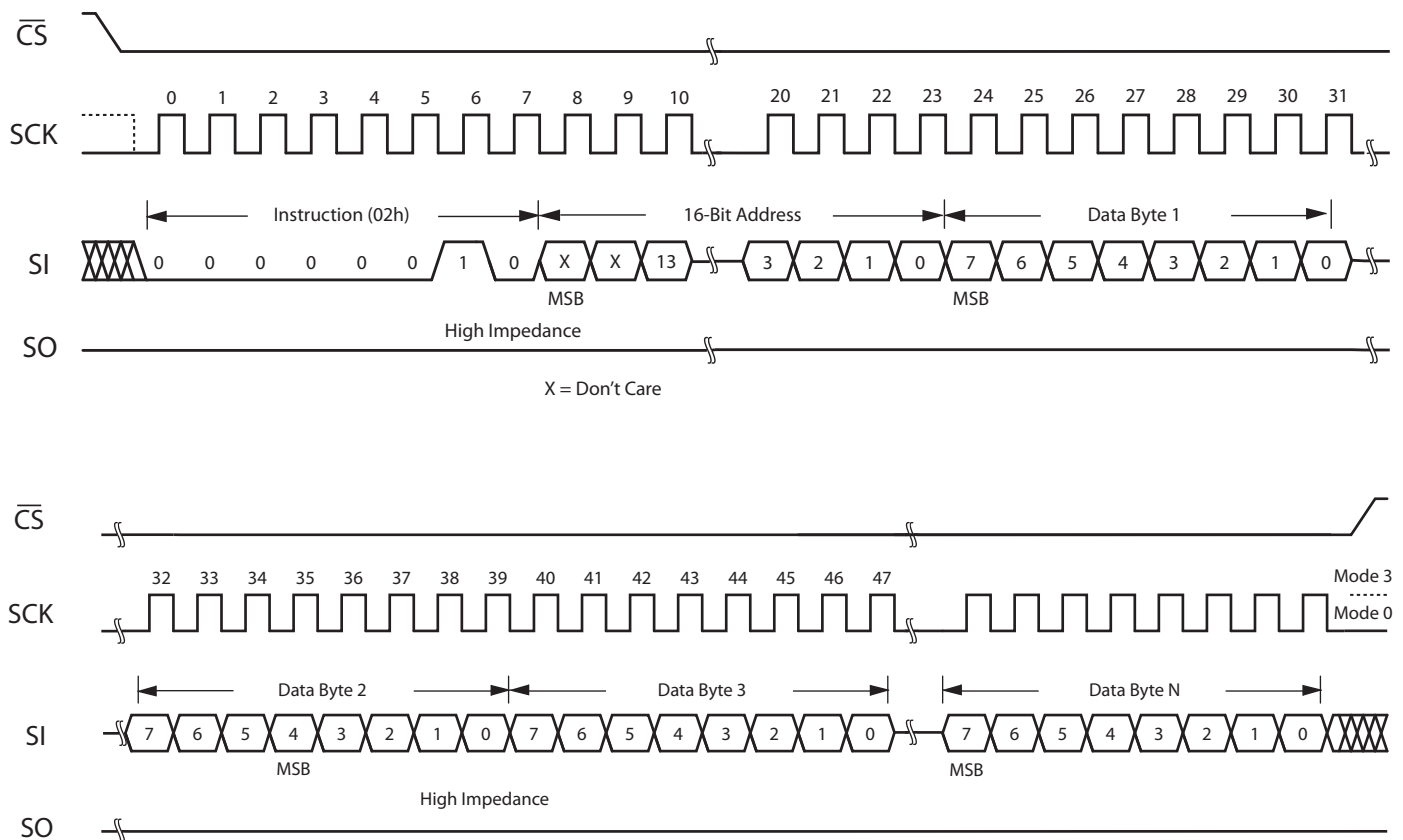 CS
0 1 2 3 4 5 6 7 8 9 10 20 21 22 23 24 25 26 27 28 29 30 31
SCK
Instruction (02h) 16-Bit Address Data Byte 1
SI 0 0 0 0 0 0 1 0 X X 13 3 2 1 0 7 6 5 4 3 2 1 0
MSB MSB
High Impedance
SO
X = Don't Care
CS
32 33 34 35 36 37 38 39 40 41 42 43 44 45 46 47 Mode 3
SCK Mode 0
Data Byte 2 Data Byte 3 Data Byte N
SI 7 6 5 4 3 2 1 0 7 6 5 4 3 2 1 0 7 6 5 4 3 2 1 0
MSB MSB
High Impedance
SO